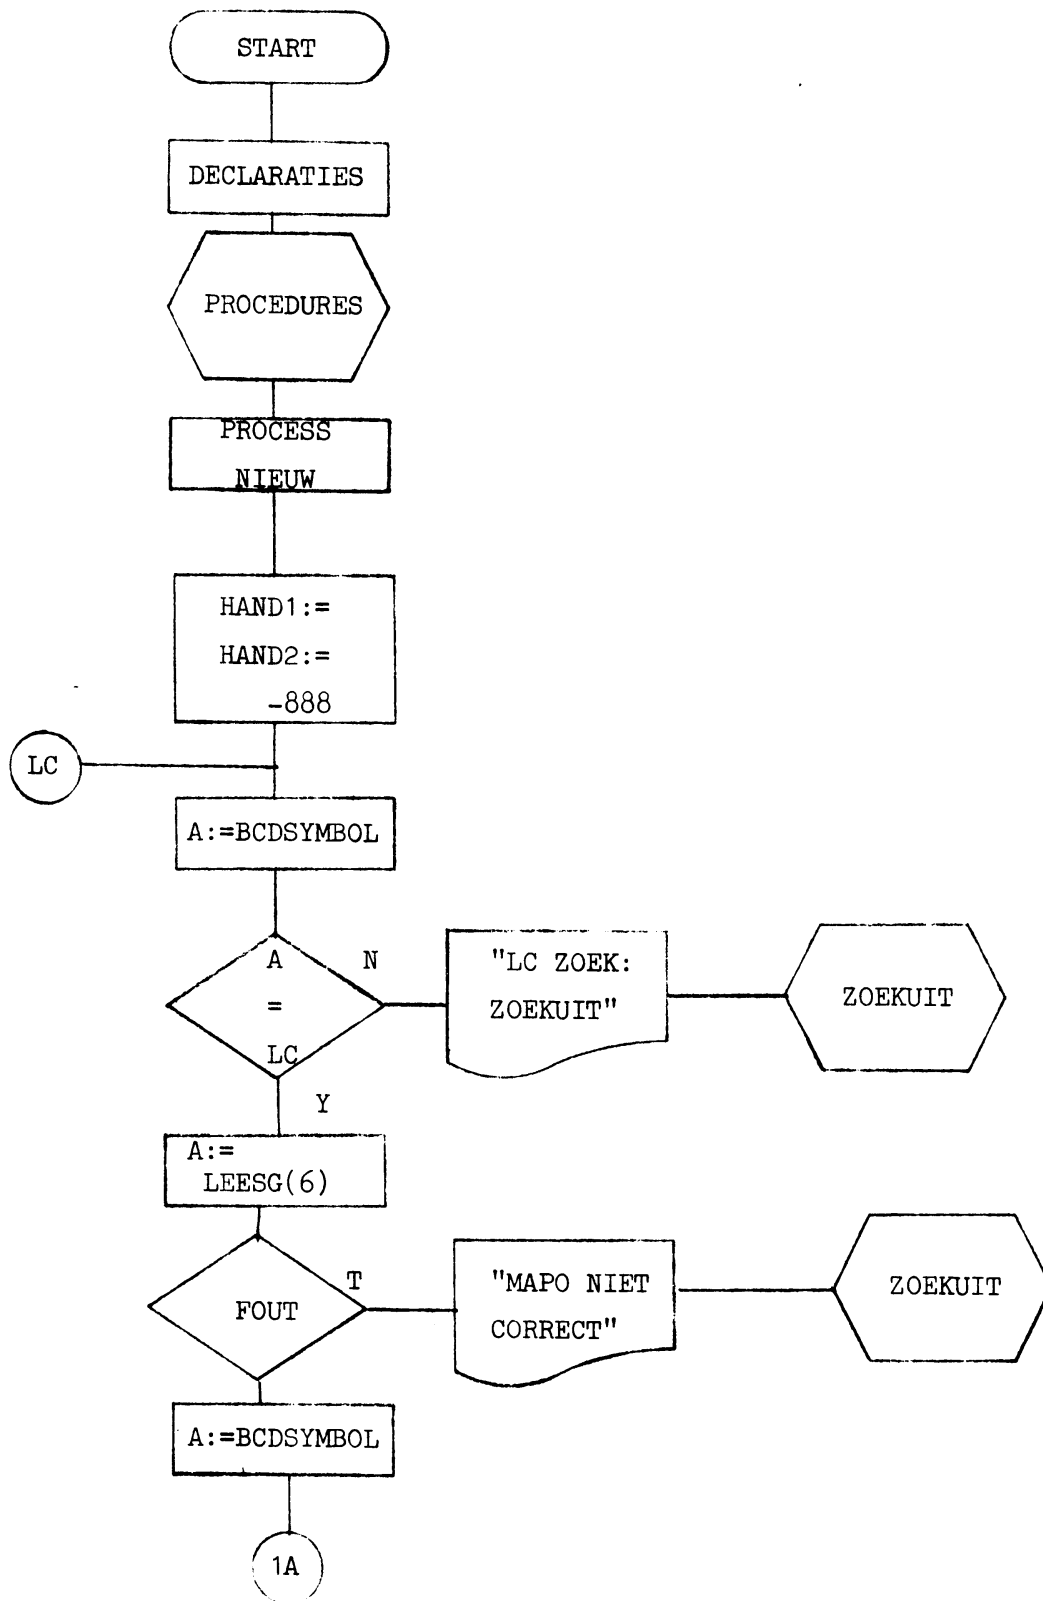 START
DECLARATIES
PROCEDURES
PROCESS
NIEUW
HAND1:=
HAND2:=
-888
LC
A:=BCDSYMBOL
A
=
LC
N
"LC ZOEK:
ZOEKUIT"
ZOEKUIT
Y
A:=
LEESG(6)
FOUT
T
"MAPO NIET
CORRECT"
ZOEKUIT
A:=BCDSYMBOL
1A